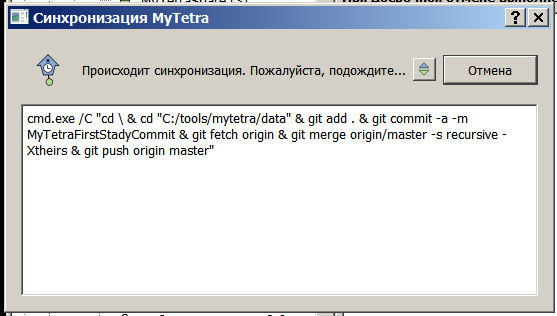 Синхронизация MyTetra
Происходит синхронизация. Пожалуйста, подождите...
Отмена
cmd.exe /C "cd \ & cd "C:/tools/mytetra/data" & git add . & git commit -a -m
MyTetraFirstStadyCommit & git fetch origin & git merge origin/master -s recursive -
Xtheirs & git push origin master"